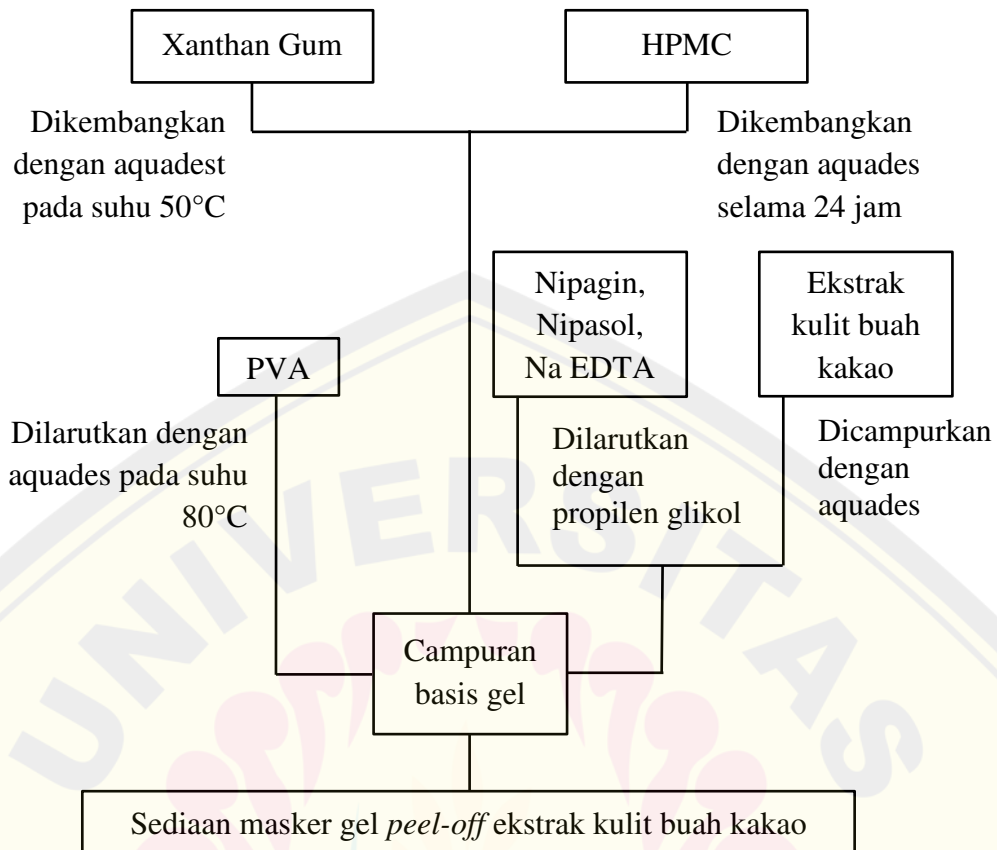 Xanthan Gum
HPMC
Dikembangkan
dengan aquadest
pada suhu 50°C
Dikembangkan
dengan aquades
selama 24 jam
Nipagin,
Nipasol,
Na EDTA
Ekstrak
kulit buah
kakao
PVA
Dilarutkan dengan
aquades pada suhu
80°C
Dilarutkan
dengan
propilen glikol
Dicampurkan
dengan
aquades
UNIVERSITAS
Campuran
basis gel
Sediaan masker gel peel-off ekstrak kulit buah kakao